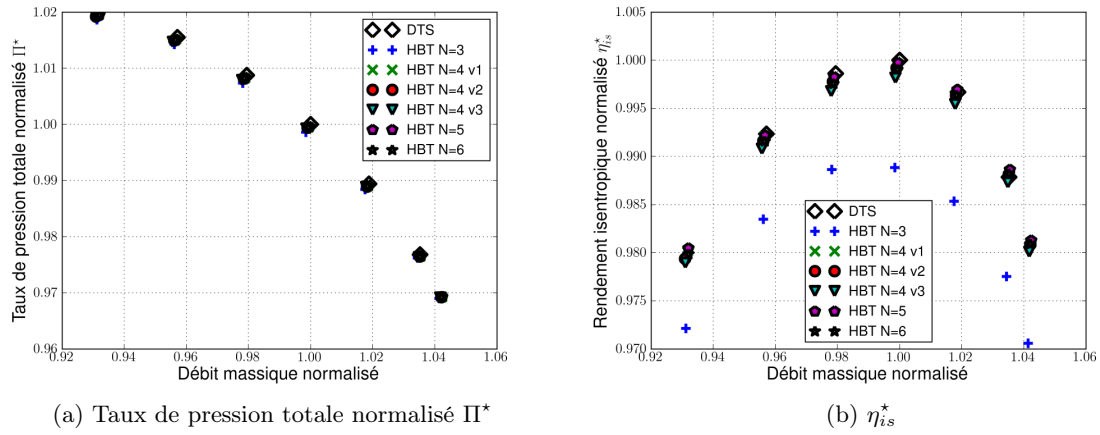 Taux de pression totale normalisé Π*
1.02
1.01
1.00
0.99
0.98
0.97
0.96
0.92 0.94 0.96 0.98 1.00 1.02 1.04 1.06
Débit massique normalisé
DTS
HBT N=3
HBT N=4 v1
HBT N=4 v2
HBT N=4 v3
HBT N=5
HBT N=6
(a) Taux de pression totale normalisé Π*
Rendement isentropique normalisé η*is
1.005
1.000
0.995
0.990
0.985
0.980
0.975
0.970
0.92 0.94 0.96 0.98 1.00 1.02 1.04 1.06
Débit massique normalisé
DTS
HBT N=3
HBT N=4 v1
HBT N=4 v2
HBT N=4 v3
HBT N=5
HBT N=6
(b) η*is